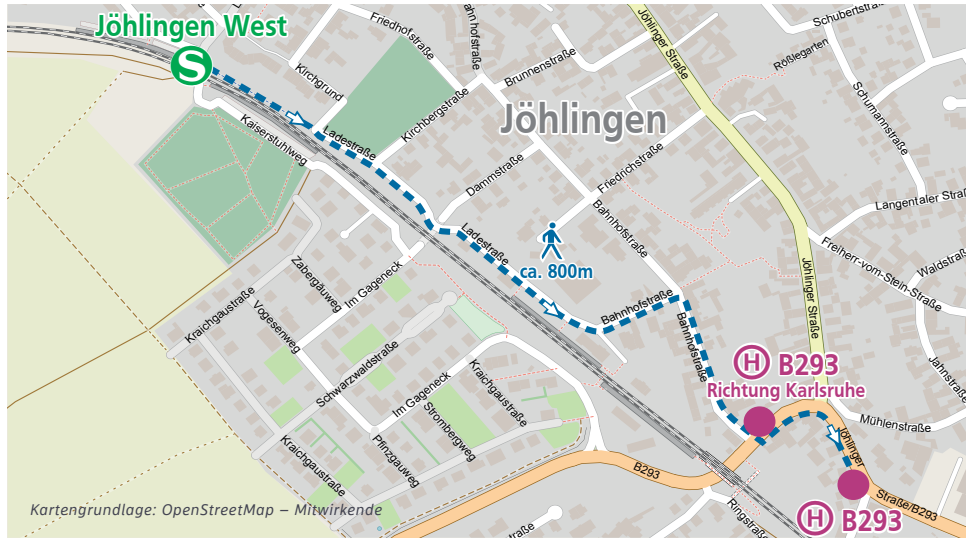 Jöhlingen West
S
Friedhofstraße
Bahnhofstraße
Brunnenstraße
Jöhlinger Straße
Schubertstraße
Rößlegarten
Schumannstraße
Kirchgrund
Kirchbergstraße
Jöhlingen
Kaiserstuhlweg
Ladestraße
Dammstraße
Friedrichstraße
Langentaler Straß
Bahnhofstraße
Freiherr-vom-Stein-Straße
Waldstraße
Ladestraße
ca. 800m
Jöhlinger Straße
Zabergäuweg
Im Gageneck
Kraichgaustraße
Vogesenweg
Bahnhofstraße
Bahnhofstraße
Jahnstraße
Schwarzwaldstraße
H B293
Richtung Karlsruhe
Im Gageneck
Kraichgaustraße
Strombergweg
Pfinzgauweg
Mühlenstraße
Kraichgaustraße
B293
Jöhlinger
Straße/B293
Ringstraße
Kartengrundlage: OpenStreetMap – Mitwirkende
H B293